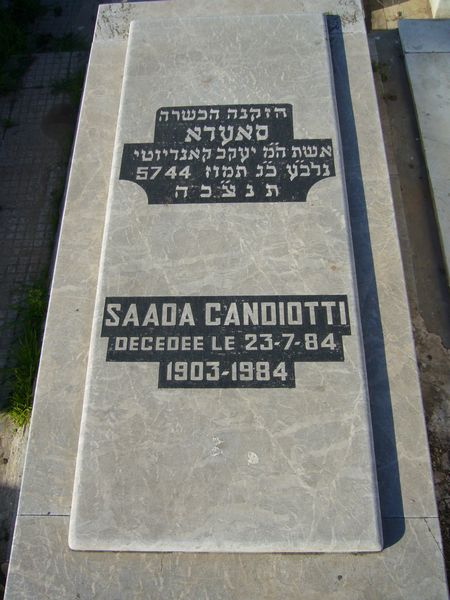 הזקנה הכשרה
סאעדא
אשת המ׳ יעקב קאנדיוטי
נלב״ע כ״ג תמוז 5744
ת נ צ ב ה
SAADA CANDIOTTI
DECEDEE LE 23-7-84
1903-1984